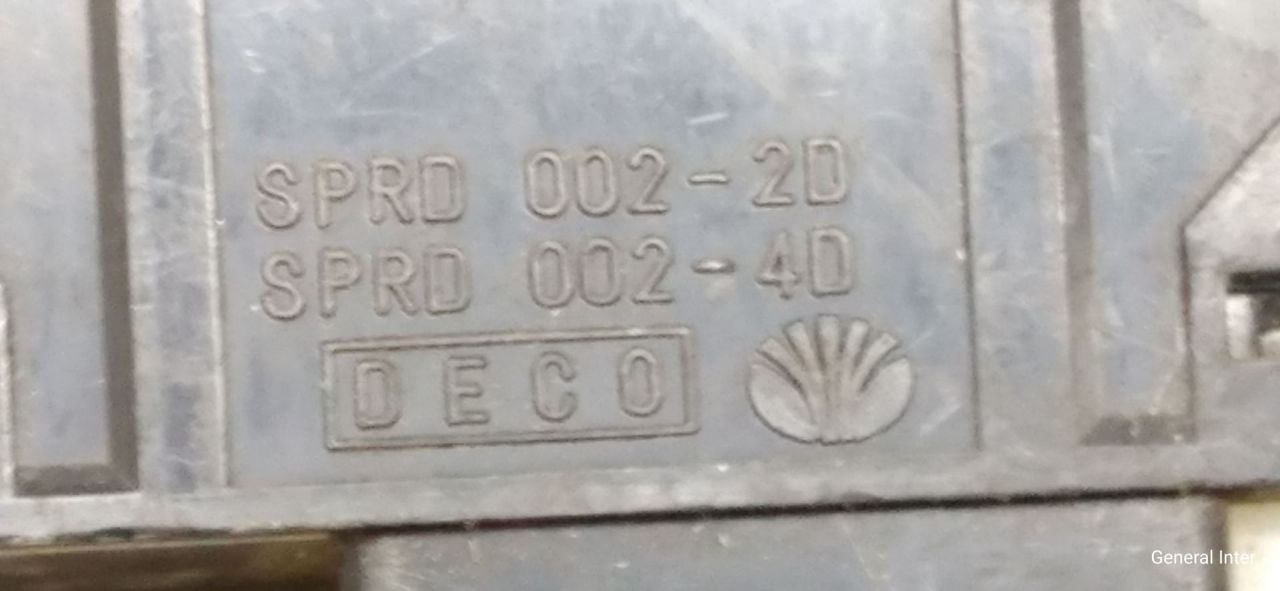 SPRD 002-2D
SPRD 002-4D
DECO
General Inter